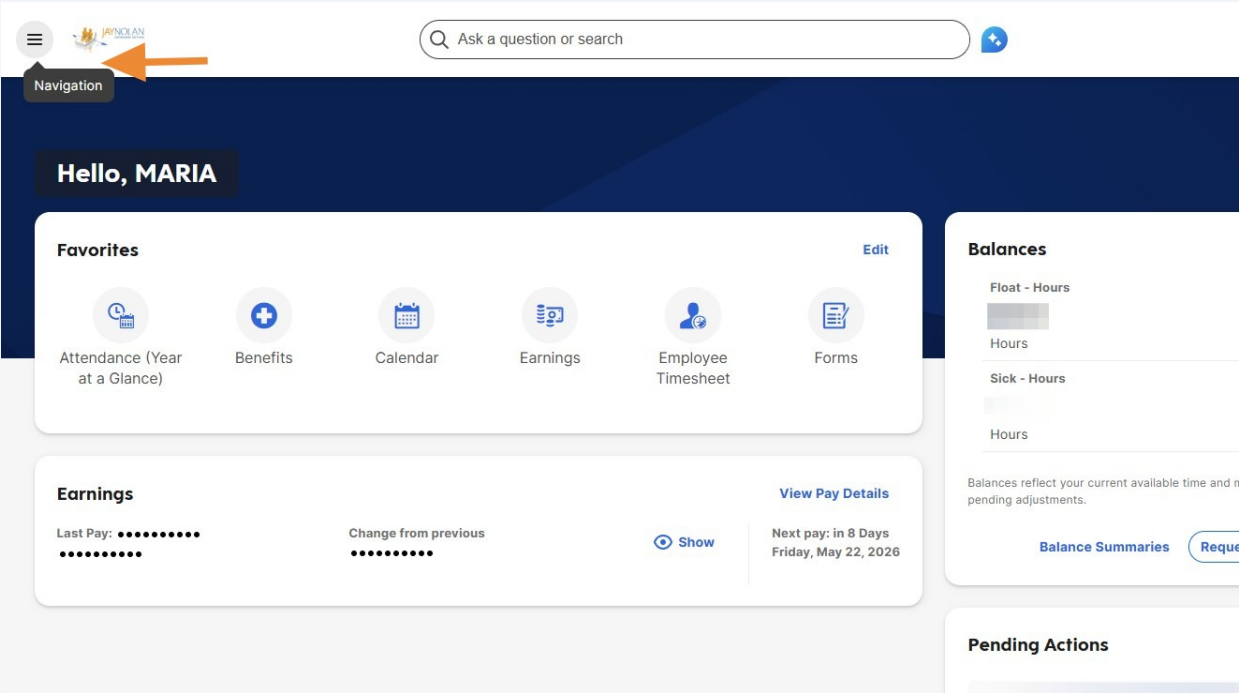 JAYNOLAN
Ask a question or search
Navigation
Hello, MARIA
Favorites
Edit
Attendance (Year
at a Glance)
Benefits
Calendar
Earnings
Employee
Timesheet
Forms
Earnings
View Pay Details
Last Pay: ••••••••••
••••••••••
Change from previous
••••••••••
Show
Next pay: in 8 Days
Friday, May 22, 2026
Balances
Float - Hours
Hours
Sick - Hours
Hours
Balances reflect your current available time and
pending adjustments.
Balance Summaries
Reque
Pending Actions